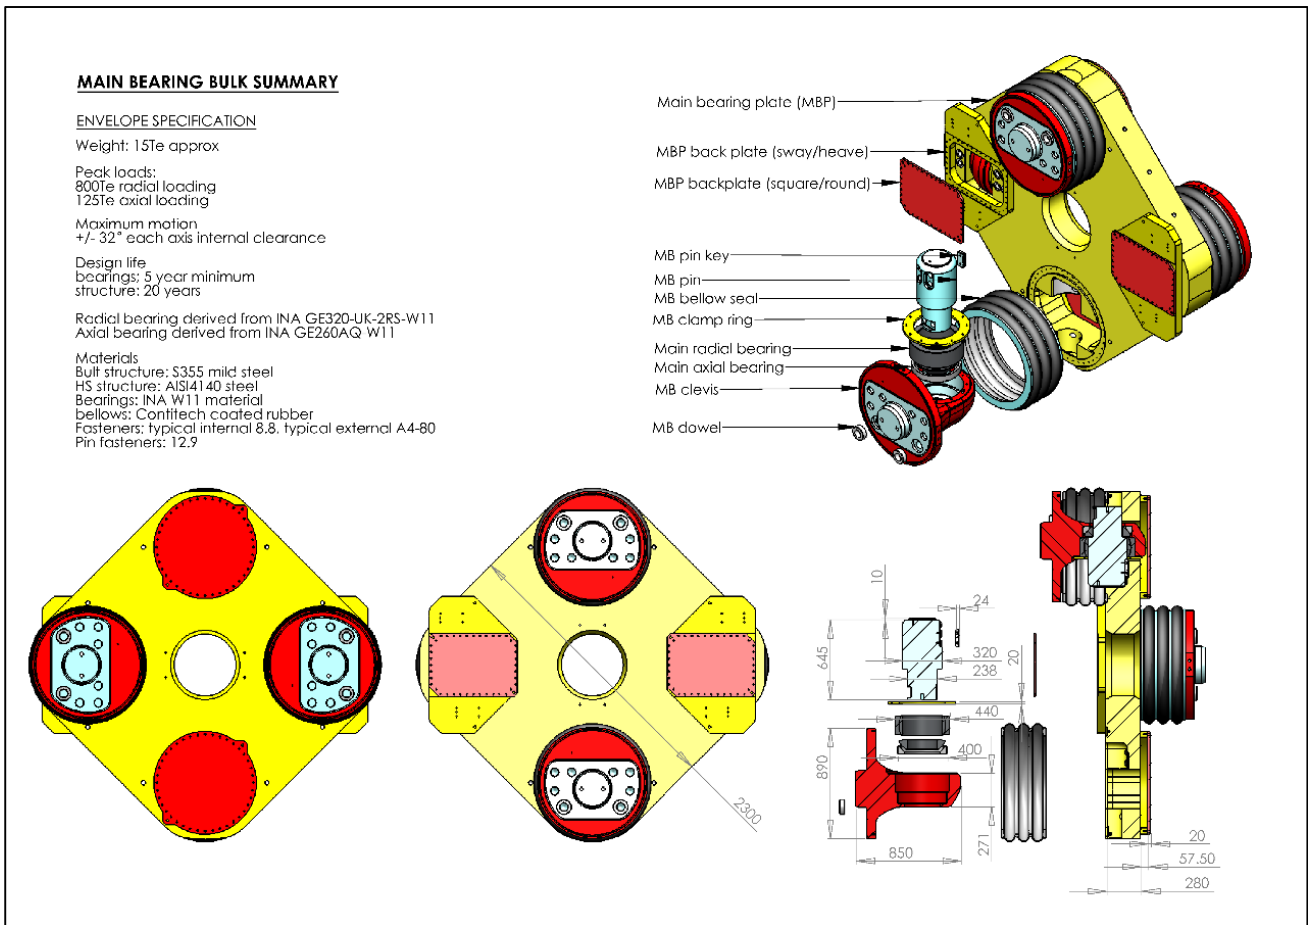 MAIN BEARING BULK SUMMARY
ENVELOPE SPECIFICATION
Weight: 15Te approx
Peak loads:
800Te radial loading
125Te axial loading
Maximum motion
+/- 32° each axis internal clearance
Design life
bearings; 5 year minimum
structure: 20 years
Radial bearing derived from INA GE320-UK-2RS-W11
Axial bearing derived from INA GE260AQ W11
Materials
Bult structure: S355 mild steel
HS structure: AISI4140 steel
Bearings: INA W11 material
bellows: Contitech coated rubber
Fasteners; typical internal 8.8, typical external A4-80
Pin fasteners: 12.9
Main bearing plate (MBP)
MBP back plate (sway/heave)
MBP backplate (square/round)
MB pin key
MB pin
MB bellow seal
MB clamp ring
Main radial bearing
Main axial bearing
MB clevis
MB dowel
2300
10
24
645
320
238
20
440
400
890
850
271
20
57.50
280